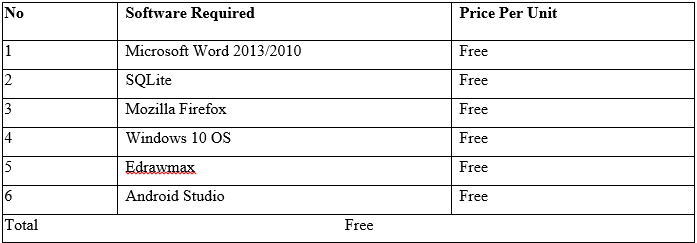 No Software Required Price Per Unit
1 Microsoft Word 2013/2010 Free
2 SQLite Free
3 Mozilla Firefox Free
4 Windows 10 OS Free
5 Edrawmax Free
6 Android Studio Free
Total Free